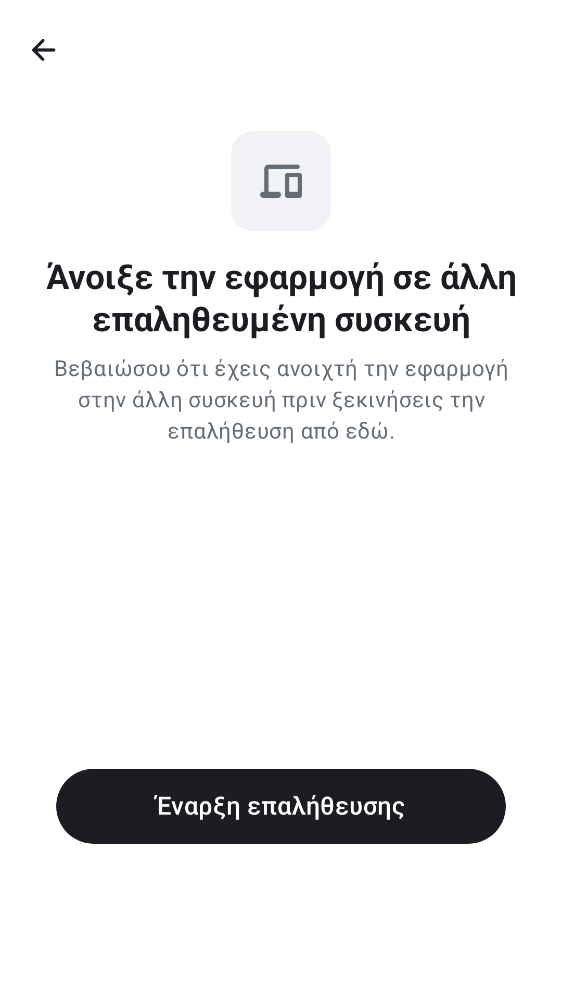 Άνοιξε την εφαρμογή σε άλλη
επαληθευμένη συσκευή
Βεβαιώσου ότι έχεις ανοιχτή την εφαρμογή
στην άλλη συσκευή πριν ξεκινήσεις την
επαλήθευση από εδώ.
Έναρξη επαλήθευσης